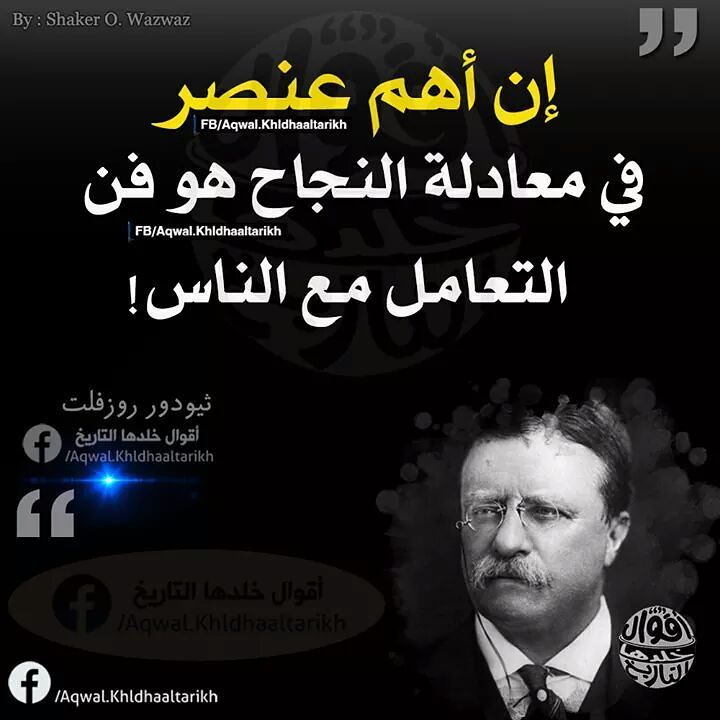 By : Shaker O. Wazwaz
إن أهم عنصر
FB/Aqwal.Khldhaaltarikh
في معادلة النجاح هو فن
FB/Aqwal.Khldhaaltarikh
التعامل مع الناس!
ثيودور روزفلت
أقوال خلدها التاريخ
/Aqwal.Khldhaaltarikh
أقوال خلدها التاريخ
/Aqwal.Khldhaaltarikh
أقوال
خلدها
التاريخ
/Aqwal.Khldhaaltarikh